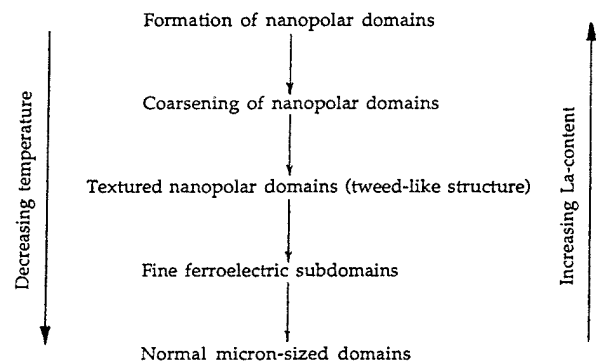 Formation of nanopolar domains
Coarsening of nanopolar domains
Textured nanopolar domains (tweed-like structure)
Fine ferroelectric subdomains
Normal micron-sized domains
Decreasing temperature
Increasing La-content